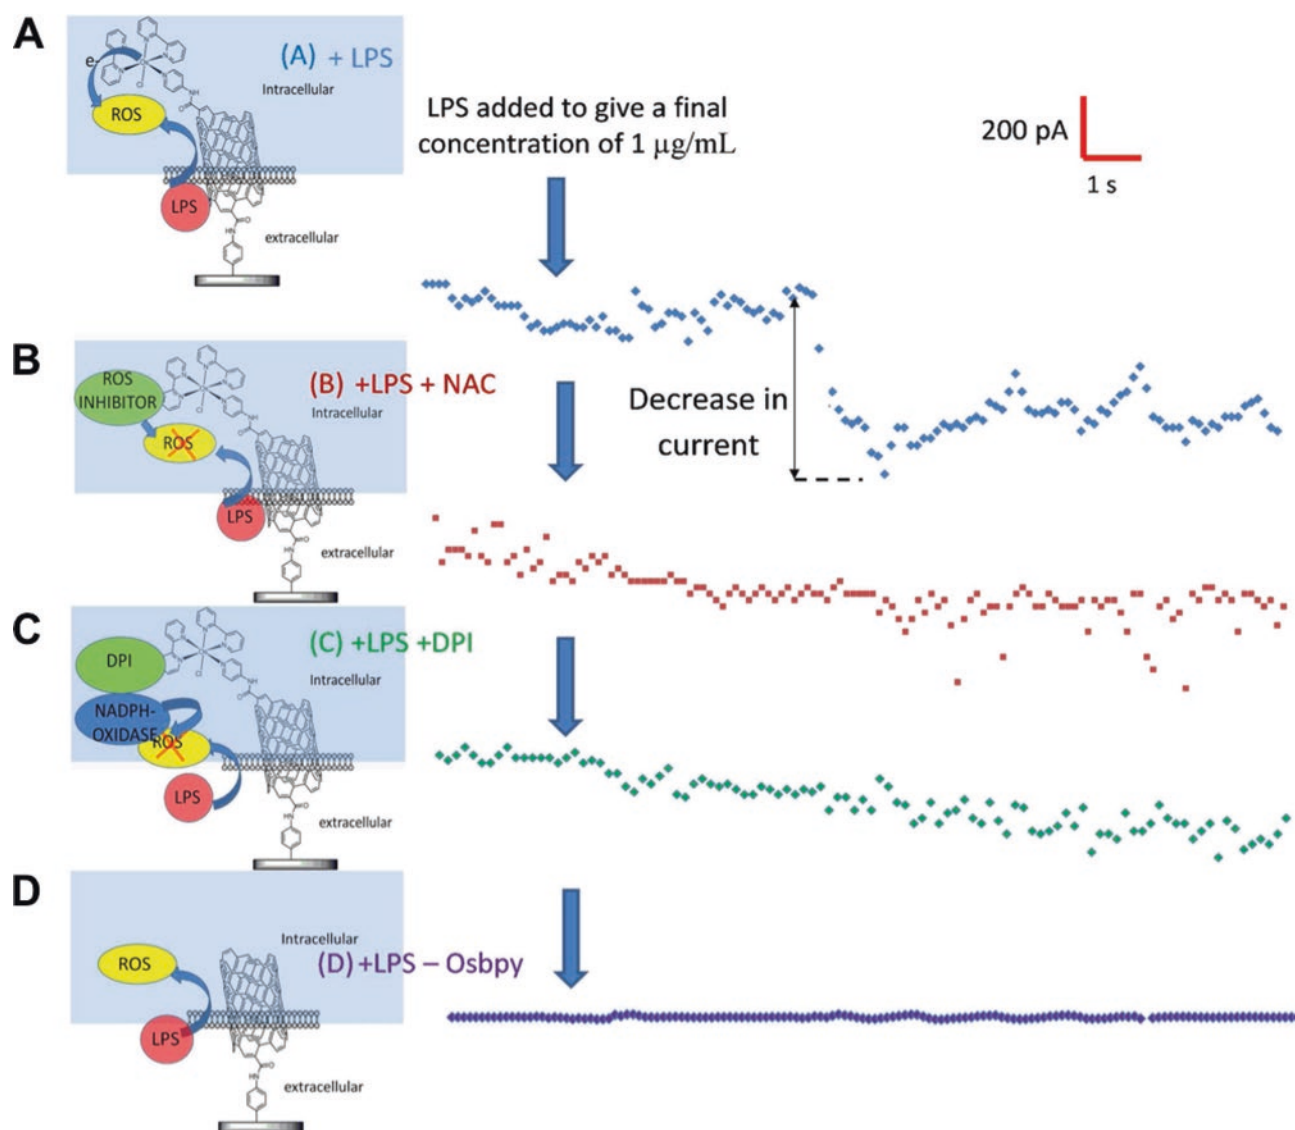 A
(A) + LPS
e-
Intracellular
ROS
LPS
extracellular
LPS added to give a final
concentration of 1 μg/mL
200 pA
1 s
B
ROS
INHIBITOR
(B) +LPS + NAC
Intracellular
ROS
LPS
extracellular
Decrease in
current
C
DPI
(C) +LPS +DPI
Intracellular
NADPH-
OXIDASE
ROS
LPS
extracellular
D
Intracellular
ROS
(D) +LPS – Osbpy
LPS
extracellular